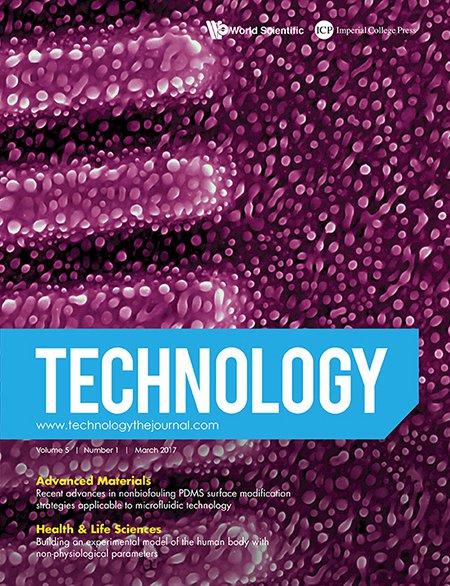 World Scientific ICP Imperial College Press
TECHNOLOGY
www.technologythejournal.com
Volume 5 | Number 1 | March 2017
Advanced Materials
Recent advances in nonbiofouling PDMS surface modification
strategies applicable to microfluidic technology
Health & Life Sciences
Building an experimental model of the human body with
non-physiological parameters